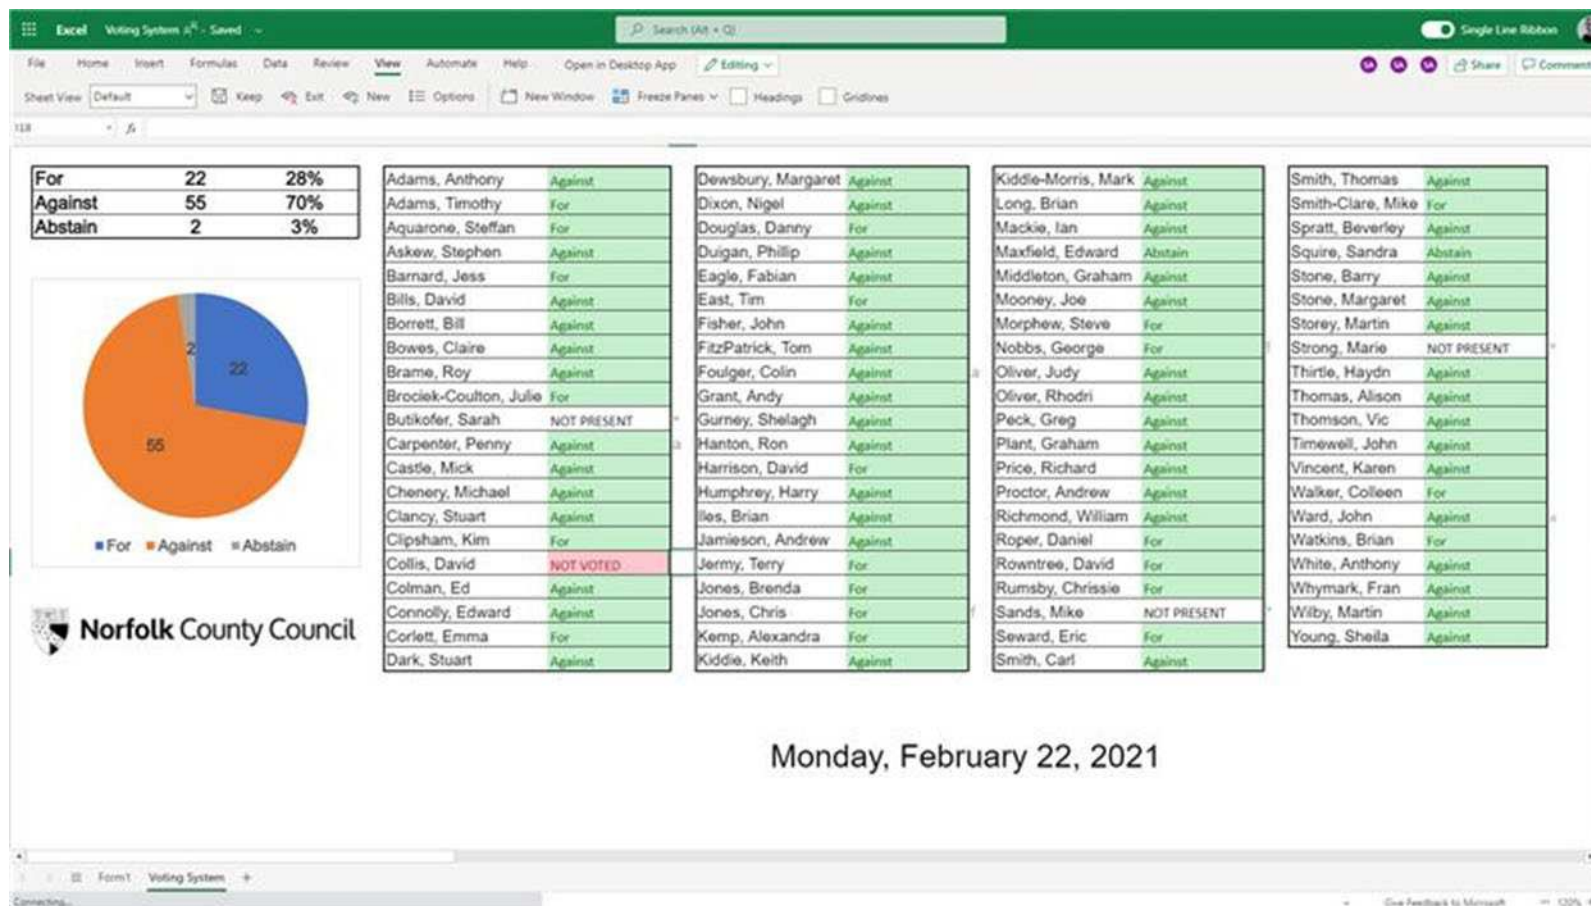 Excel Voting System - Saved Search (Alt + Q) Single Line Ribbon
File Home Insert Formulas Data Review View Automate Help Open in Desktop App Editing SA SA SA Share Comment
Sheet View Default Keep Exit New Options New Window Freeze Panes Headings Gridlines
I18 fx
For 22 28%
Against 55 70%
Abstain 2 3%
2
22
55
For Against Abstain
Norfolk County Council
Adams, Anthony Against
Adams, Timothy For
Aquarone, Steffan For
Askew, Stephen Against
Barnard, Jess For
Bills, David Against
Borrett, Bill Against
Bowes, Claire Against
Brame, Roy Against
Brociek-Coulton, Julie For
Butikofer, Sarah NOT PRESENT
Carpenter, Penny Against
Castle, Mick Against
Chenery, Michael Against
Clancy, Stuart Against
Clipsham, Kim For
Collis, David NOT VOTED
Colman, Ed Against
Connolly, Edward Against
Corlett, Emma For
Dark, Stuart Against
Dewsbury, Margaret Against
Dixon, Nigel Against
Douglas, Danny For
Duigan, Phillip Against
Eagle, Fabian Against
East, Tim For
Fisher, John Against
FitzPatrick, Tom Against
Foulger, Colin Against
Grant, Andy Against
Gurney, Shelagh Against
Hanton, Ron Against
Harrison, David For
Humphrey, Harry Against
Iles, Brian Against
Jamieson, Andrew Against
Jermy, Terry For
Jones, Brenda For
Jones, Chris For
Kemp, Alexandra For
Kiddie, Keith Against
Kiddle-Morris, Mark Against
Long, Brian Against
Mackie, Ian Against
Maxfield, Edward Abstain
Middleton, Graham Against
Mooney, Joe Against
Morphew, Steve For
Nobbs, George For
Oliver, Judy Against
Oliver, Rhodri Against
Peck, Greg Against
Plant, Graham Against
Price, Richard Against
Proctor, Andrew Against
Richmond, William Against
Roper, Daniel For
Rowntree, David For
Rumsby, Chrissie For
Sands, Mike NOT PRESENT
Seward, Eric For
Smith, Carl Against
Smith, Thomas Against
Smith-Clare, Mike For
Spratt, Beverley Against
Squire, Sandra Abstain
Stone, Barry Against
Stone, Margaret Against
Storey, Martin Against
Strong, Marie NOT PRESENT
Thirtle, Haydn Against
Thomas, Alison Against
Thomson, Vic Against
Timewell, John Against
Vincent, Karen Against
Walker, Colleen For
Ward, John Against
Watkins, Brian For
White, Anthony Against
Whymark, Fran Against
Wilby, Martin Against
Young, Sheila Against
Monday, February 22, 2021
Form1 Voting System
Connecting... Give Feedback to Microsoft 120%